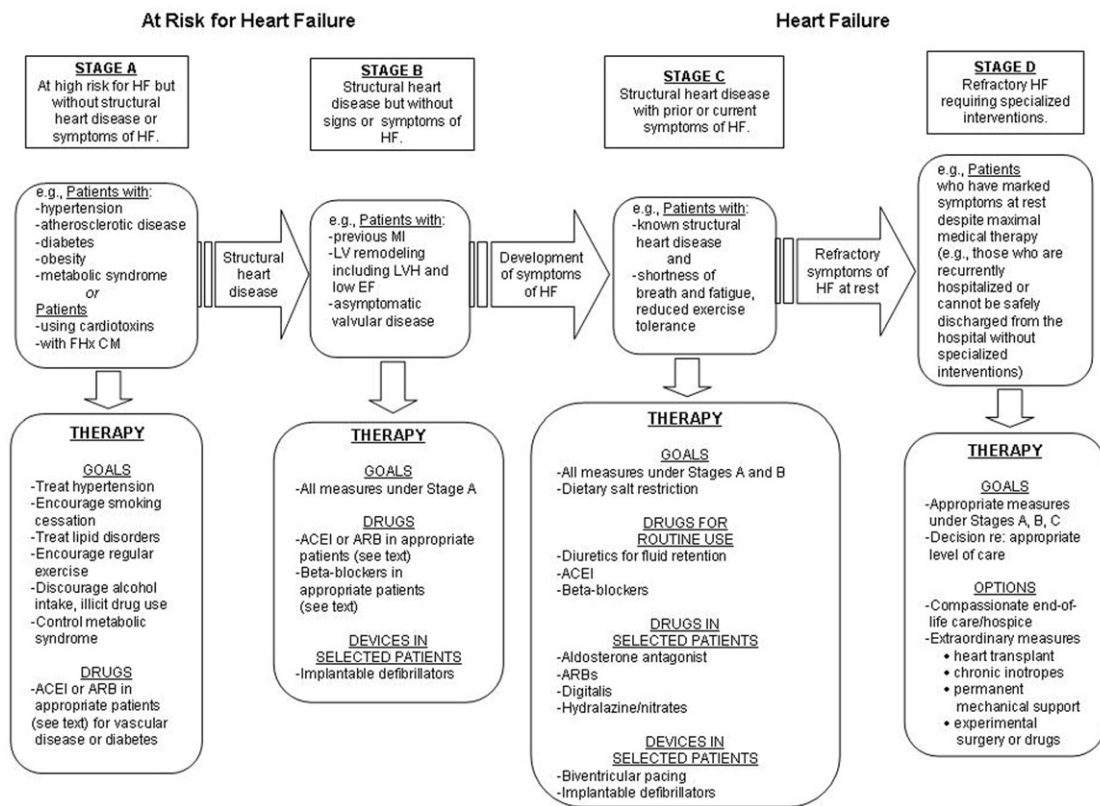 At Risk for Heart Failure
Heart Failure
STAGE A
At high risk for HF but
without structural
heart disease or
symptoms of HF.
STAGE B
Structural heart
disease but without
signs or symptoms of
HF.
STAGE C
Structural heart disease
with prior or current
symptoms of HF.
STAGE D
Refractory HF
requiring specialized
interventions.
e.g., Patients with:
-hypertension
-atherosclerotic disease
-diabetes
-obesity
-metabolic syndrome
or
Patients
-using cardiotoxins
-with FHx CM
Structural
heart
disease
e.g., Patients with:
-previous MI
-LV remodeling
including LVH and
low EF
-asymptomatic
valvular disease
Development
of symptoms
of HF
e.g., Patients with:
-known structural
heart disease
and
-shortness of
breath and fatigue,
reduced exercise
tolerance
Refractory
symptoms of
HF at rest
e.g., Patients
who have marked
symptoms at rest
despite maximal
medical therapy
(e.g., those who are
recurrently
hospitalized or
cannot be safely
discharged from the
hospital without
specialized
interventions)
THERAPY
GOALS
-Treat hypertension
-Encourage smoking
cessation
-Treat lipid disorders
-Encourage regular
exercise
-Discourage alcohol
intake, illicit drug use
-Control metabolic
syndrome
DRUGS
-ACEI or ARB in
appropriate patients
(see text) for vascular
disease or diabetes
THERAPY
GOALS
-All measures under Stage A
DRUGS
-ACEI or ARB in appropriate
patients (see text)
-Beta-blockers in
appropriate patients
(see text)
DEVICES IN
SELECTED PATIENTS
-Implantable defibrillators
THERAPY
GOALS
-All measures under Stages A and B
-Dietary salt restriction
DRUGS FOR
ROUTINE USE
-Diuretics for fluid retention
-ACEI
-Beta-blockers
DRUGS IN
SELECTED PATIENTS
-Aldosterone antagonist
-ARBs
-Digitalis
-Hydralazine/nitrates
DEVICES IN
SELECTED PATIENTS
-Biventricular pacing
-Implantable defibrillators
THERAPY
GOALS
-Appropriate measures
under Stages A, B, C
-Decision re: appropriate
level of care
OPTIONS
-Compassionate end-of-
life care/hospice
-Extraordinary measures
• heart transplant
• chronic inotropes
• permanent
mechanical support
• experimental
surgery or drugs